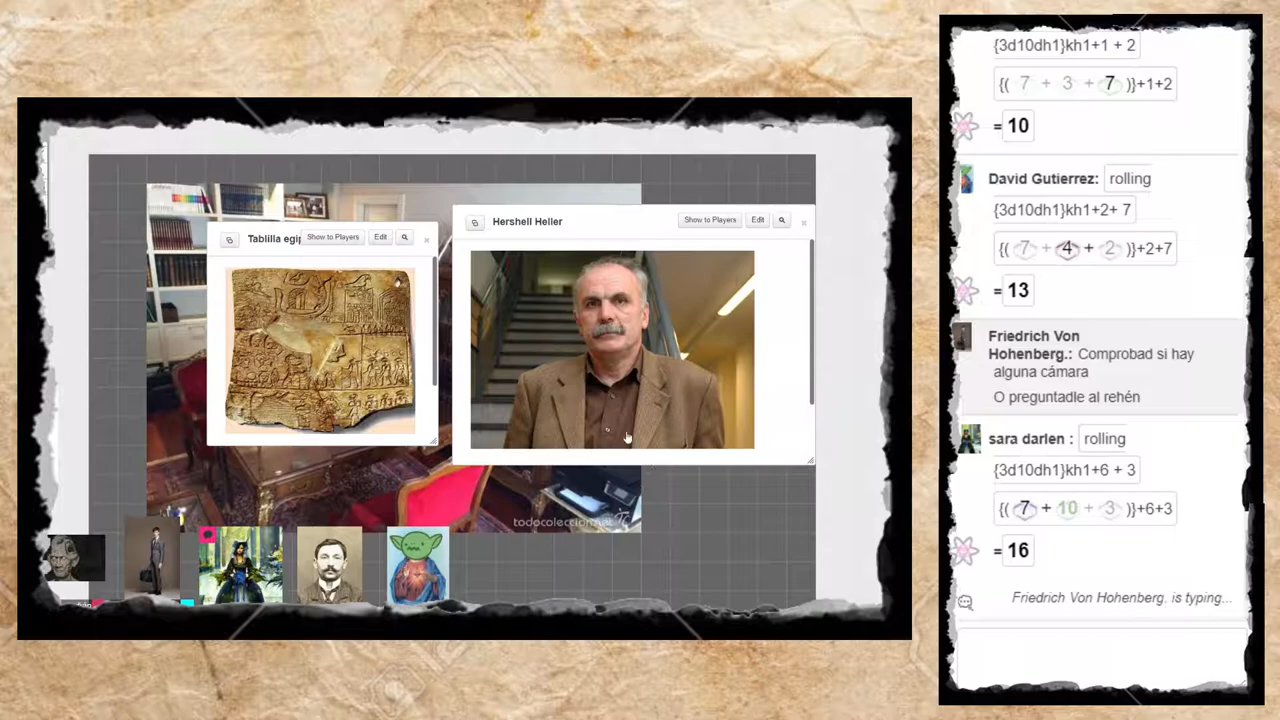 Tablilla
Show to Players
Edit
Hershell Heller
Show to Players
Edit
todocoleccion.net
{3d10dh1}kh1+1 + 2
{( 7 + 3 + 7 )}+1+2
= 10
David Gutierrez: rolling
{3d10dh1}kh1+2+ 7
{( 7 + 4 + 2 )}+2+7
= 13
Friedrich Von
Hohenberg.: Comprobad si hay
alguna cámara
O preguntadle al rehén
sara darlen : rolling
{3d10dh1}kh1+6 + 3
{( 7 + 10 + 3 )}+6+3
= 16
Friedrich Von Hohenberg. is typing...